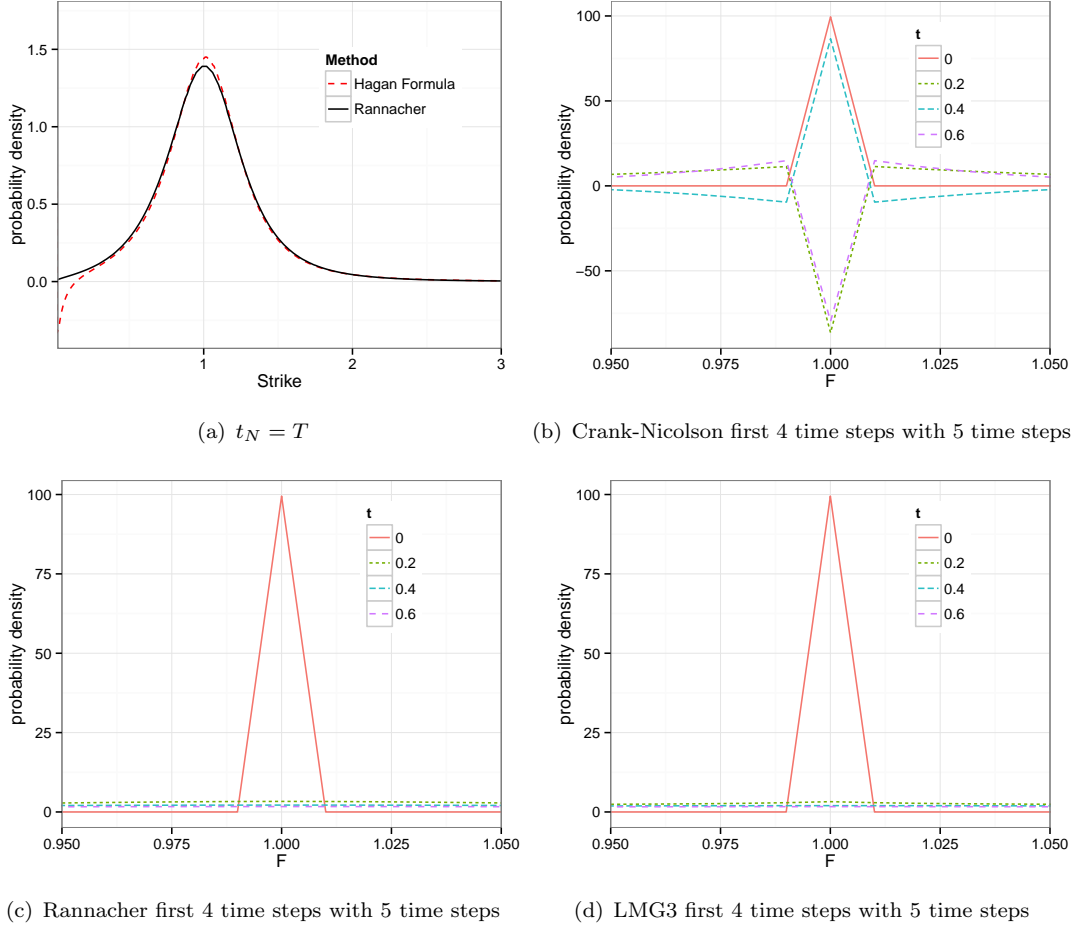 probability density
1.5
1.0
0.5
0.0
1
2
3
Strike
Method
Hagan Formula
Rannacher
(a) t_N = T
probability density
100
50
0
−50
0.950
0.975
1.000
1.025
1.050
F
t
0
0.2
0.4
0.6
(b) Crank-Nicolson first 4 time steps with 5 time steps
probability density
100
75
50
25
0
0.950
0.975
1.000
1.025
1.050
F
t
0
0.2
0.4
0.6
(c) Rannacher first 4 time steps with 5 time steps
probability density
100
75
50
25
0
0.950
0.975
1.000
1.025
1.050
F
t
0
0.2
0.4
0.6
(d) LMG3 first 4 time steps with 5 time steps